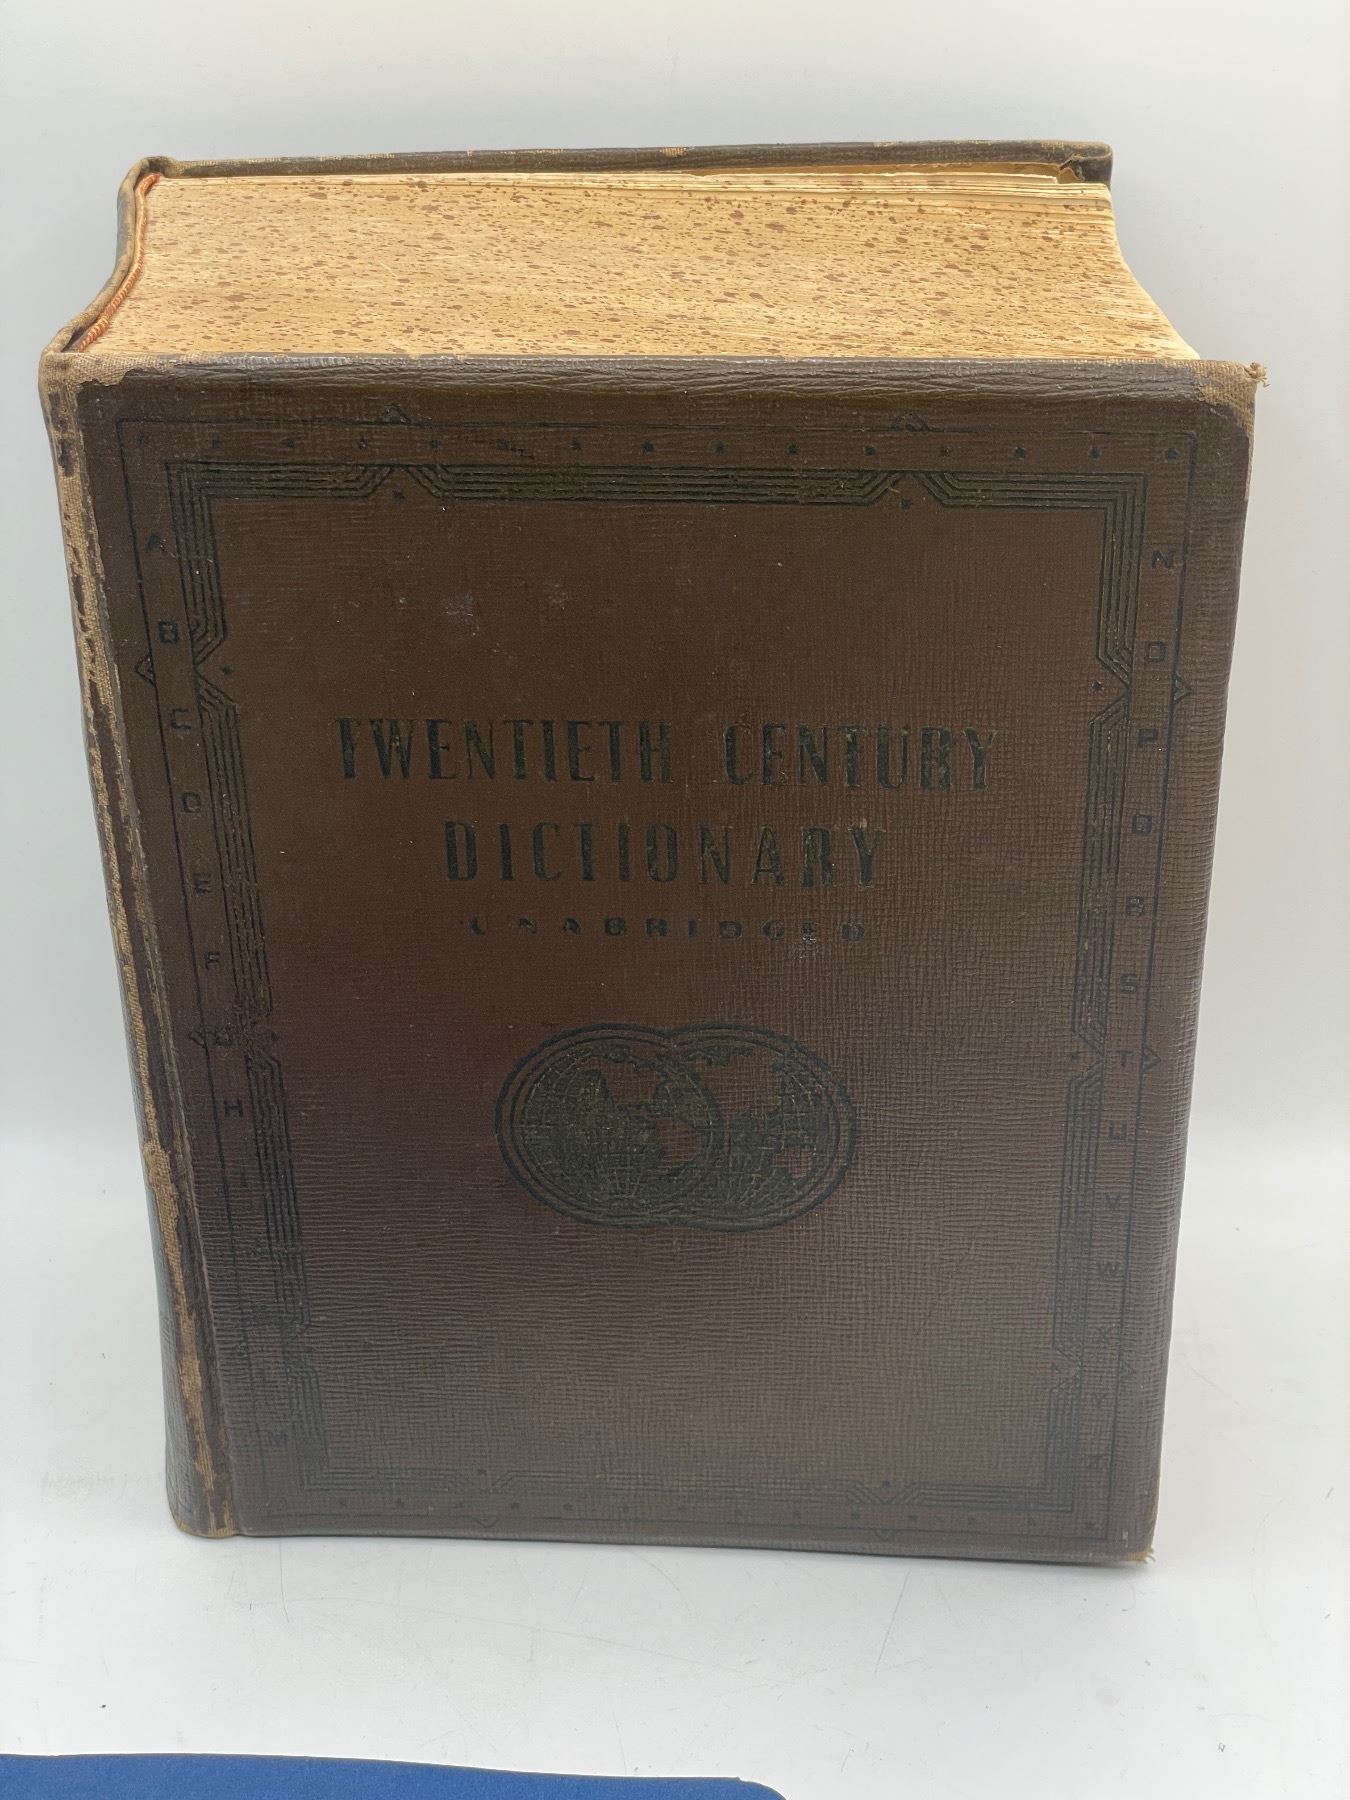 TWENTIETH CENTURY
DICTIONARY
UNABRIDGED
A
B
C
D
E
F
G
H
I
M
N
O
P
Q
R
S
T
U
V
W
X
Y
Z